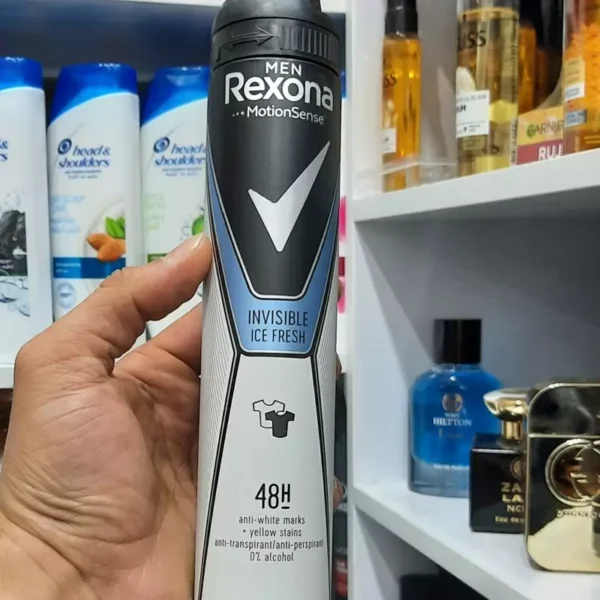 MEN
Rexona
MotionSense
INVISIBLE
ICE FRESH
48H
anti-white marks
+ yellow stains
anti-transpirant/anti-perspirant
0% alcohol
head&
shoulders
head&
shoulders
GARNIER
HILTTON